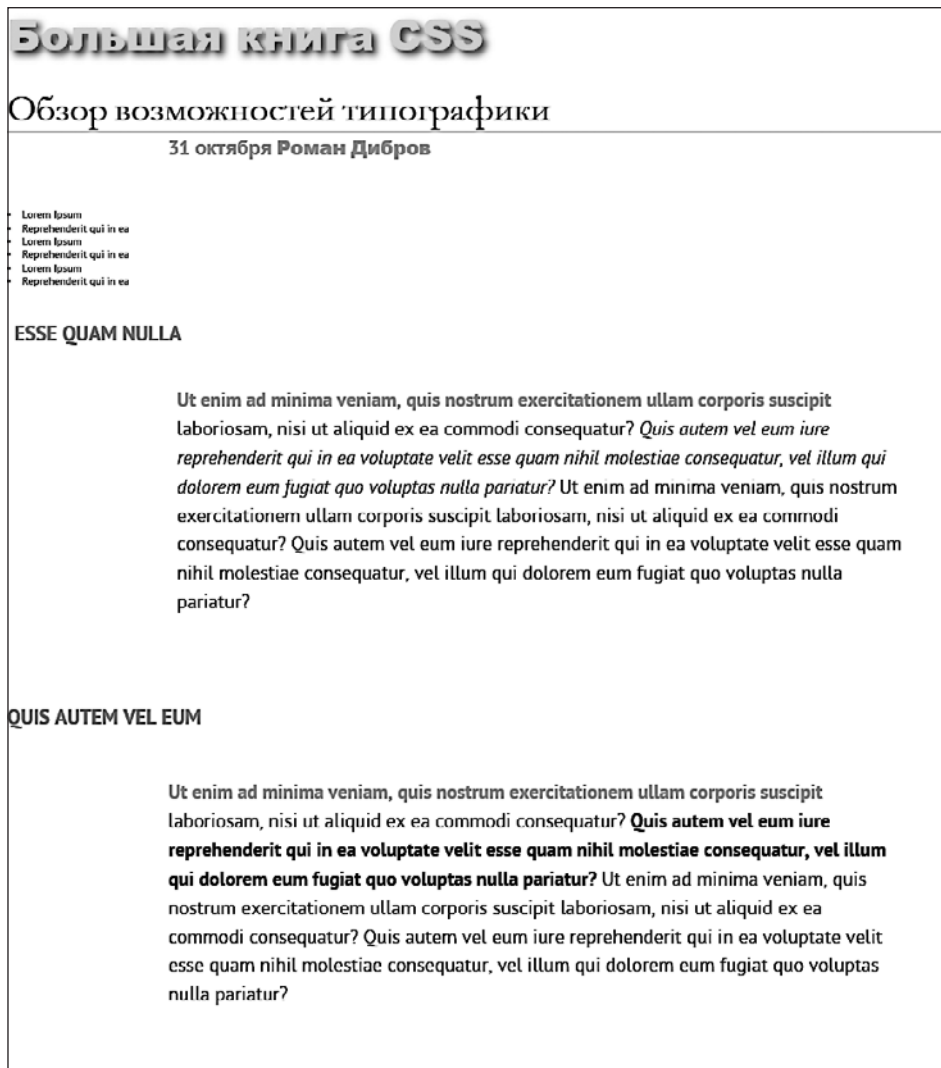 Большая книга CSS
Обзор возможностей типографики
31 октября Роман Дибров
• Lorem Ipsum
• Reprehenderit qui in ea
• Lorem Ipsum
• Reprehenderit qui in ea
• Lorem Ipsum
• Reprehenderit qui in ea
ESSE QUAM NULLA
Ut enim ad minima veniam, quis nostrum exercitationem ullam corporis suscipit
laboriosam, nisi ut aliquid ex ea commodi consequatur? Quis autem vel eum iure
reprehenderit qui in ea voluptate velit esse quam nihil molestiae consequatur, vel illum qui
dolorem eum fugiat quo voluptas nulla pariatur? Ut enim ad minima veniam, quis nostrum
exercitationem ullam corporis suscipit laboriosam, nisi ut aliquid ex ea commodi
consequatur? Quis autem vel eum iure reprehenderit qui in ea voluptate velit esse quam
nihil molestiae consequatur, vel illum qui dolorem eum fugiat quo voluptas nulla
pariatur?
QUIS AUTEM VEL EUM
Ut enim ad minima veniam, quis nostrum exercitationem ullam corporis suscipit
laboriosam, nisi ut aliquid ex ea commodi consequatur? Quis autem vel eum iure
reprehenderit qui in ea voluptate velit esse quam nihil molestiae consequatur, vel illum
qui dolorem eum fugiat quo voluptas nulla pariatur? Ut enim ad minima veniam, quis
nostrum exercitationem ullam corporis suscipit laboriosam, nisi ut aliquid ex ea
commodi consequatur? Quis autem vel eum iure reprehenderit qui in ea voluptate velit
esse quam nihil molestiae consequatur, vel illum qui dolorem eum fugiat quo voluptas
nulla pariatur?